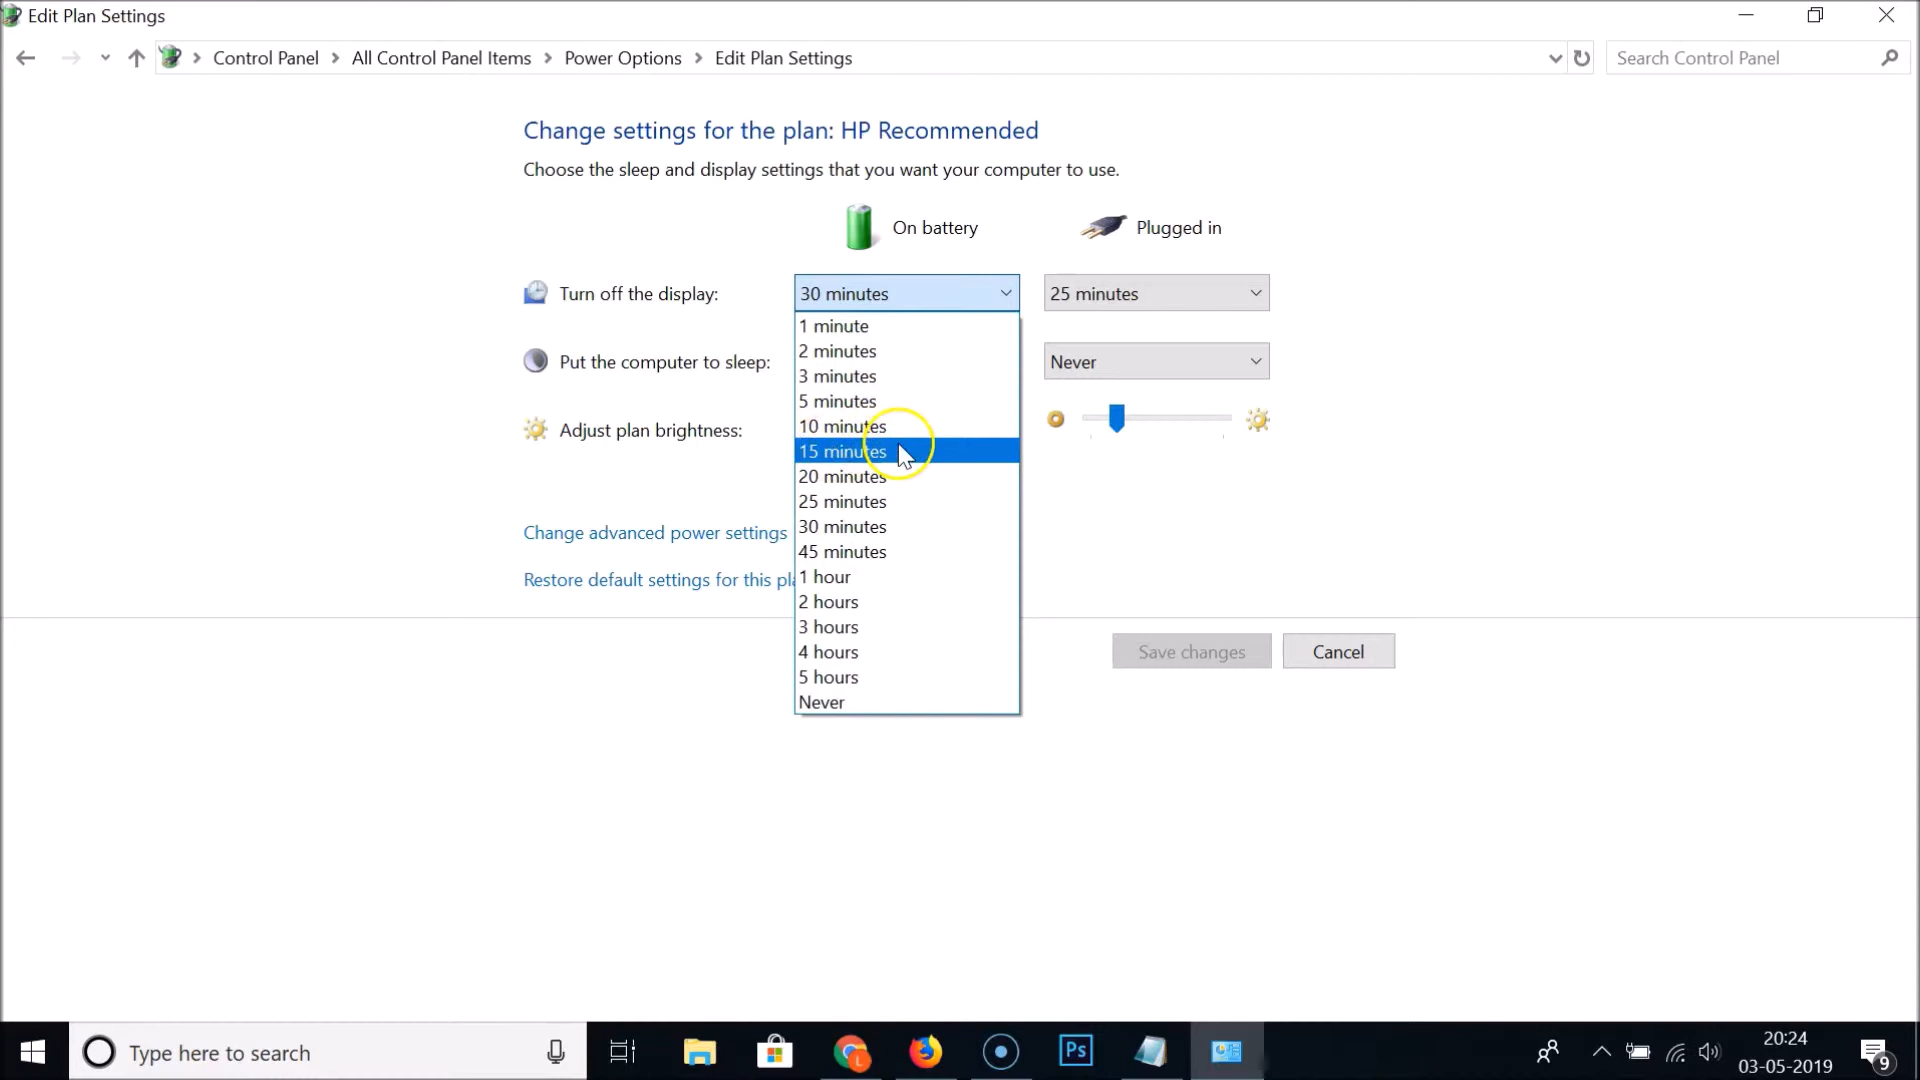 Edit Plan Settings
Control Panel > All Control Panel Items > Power Options > Edit Plan Settings
Search Control Panel
Change settings for the plan: HP Recommended
Choose the sleep and display settings that you want your computer to use.
On battery
Plugged in
Turn off the display:
30 minutes
25 minutes
1 minute
2 minutes
3 minutes
5 minutes
10 minutes
15 minutes
20 minutes
25 minutes
30 minutes
45 minutes
1 hour
2 hours
3 hours
4 hours
5 hours
Never
Put the computer to sleep:
Never
Adjust plan brightness:
Change advanced power settings
Restore default settings for this
Save changes
Cancel
Type here to search
L
Ps
20:24
03-05-2019
9